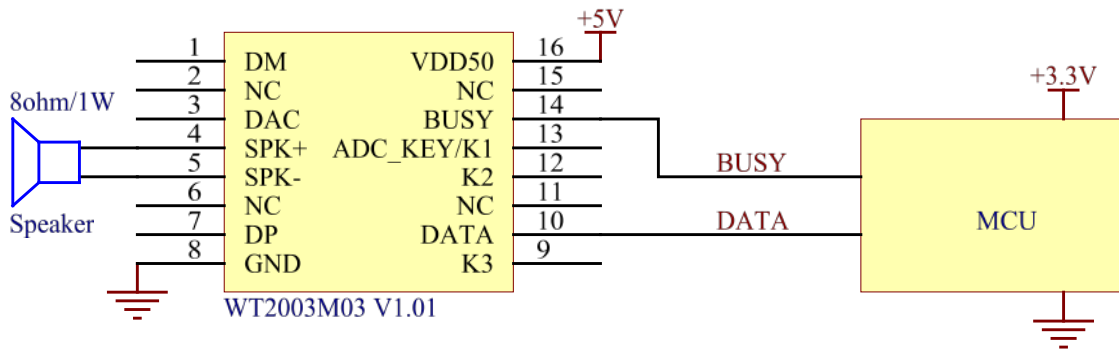 +5V
1 DM VDD50 16
2 NC NC 15
+3.3V
8ohm/1W
3 DAC BUSY 14
4 SPK+ ADC_KEY/K1 13
5 SPK- K2 12
BUSY
6 NC NC 11
Speaker
7 DP DATA 10
DATA
MCU
8 GND K3 9
WT2003M03 V1.01